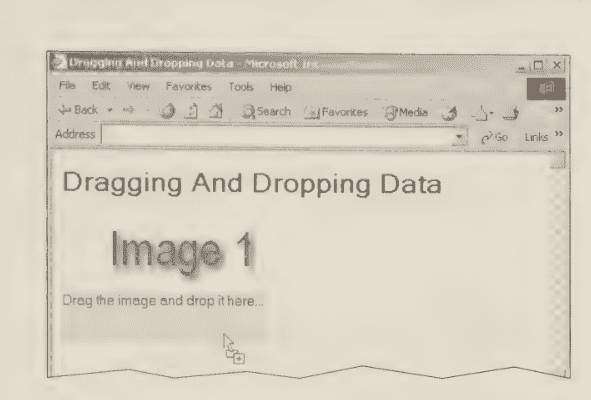 Dragging And Dropping Data - Microsoft Int
File Edit View Favorites Tools Help
Back Search Favorites Media »
Address Go Links »
Dragging And Dropping Data
Image 1
Drag the image and drop it here...